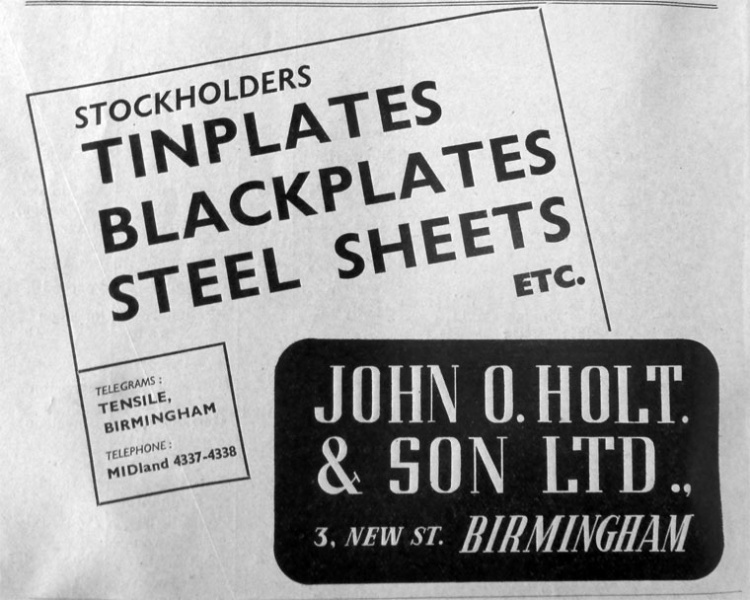 STOCKHOLDERS
TINPLATES
BLACKPLATES
STEEL SHEETS
ETC.
TELEGRAMS:
TENSILE,
BIRMINGHAM
TELEPHONE:
MIDland 4337-4338
JOHN O. HOLT.
& SON LTD.,
3, NEW ST. BIRMINGHAM